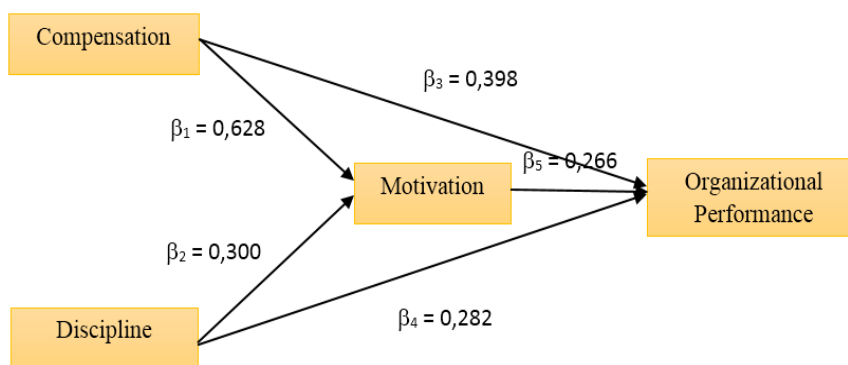 Compensation
β3 = 0,398
β1 = 0,628
β5 = 0,266
Motivation
Organizational
Performance
β2 = 0,300
Discipline
β4 = 0,282